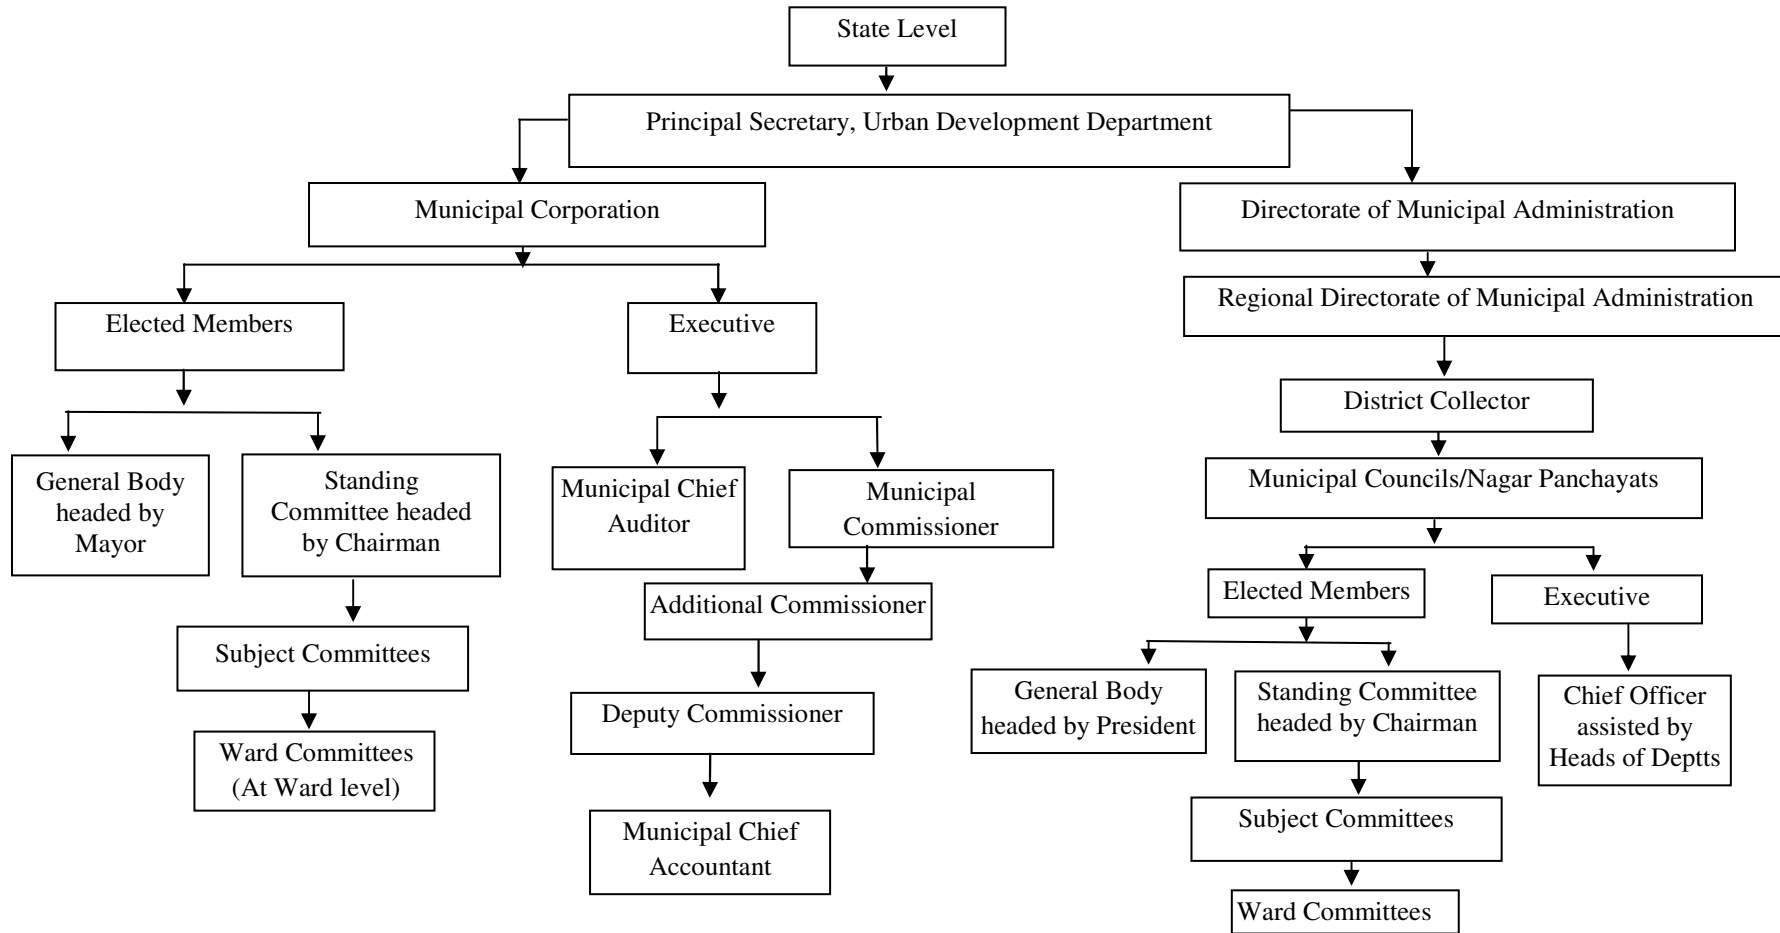 State Level
Principal Secretary, Urban Development Department
Municipal Corporation
Directorate of Municipal Administration
Elected Members
Executive
Regional Directorate of Municipal Administration
District Collector
General Body
headed by
Mayor
Standing
Committee headed
by Chairman
Municipal Chief
Auditor
Municipal
Commissioner
Municipal Councils/Nagar Panchayats
Additional Commissioner
Elected Members
Executive
Subject Committees
Deputy Commissioner
General Body
headed by President
Standing Committee
headed by Chairman
Chief Officer
assisted by
Heads of Deptts
Ward Committees
(At Ward level)
Municipal Chief
Accountant
Subject Committees
Ward Committees